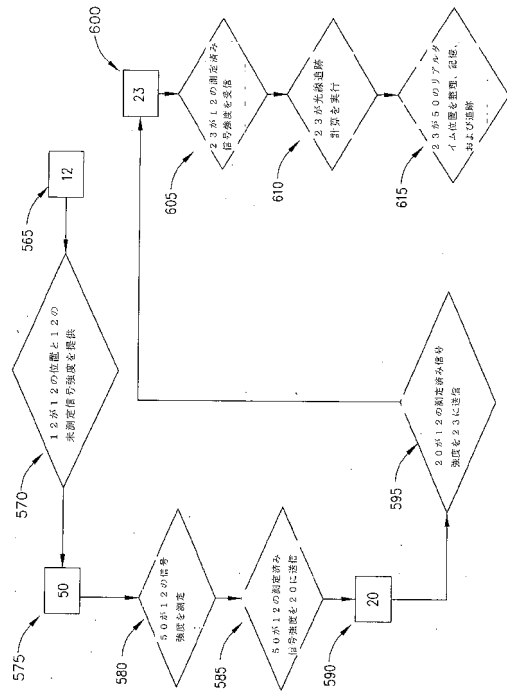 565
12
570
12が12の位置と12の
未測定信号強度を提供
575
50
580
50が12の信号
強度を測定
585
50が12の測定済み
信号強度を20に送信
590
20
595
20が12の測定済み信号
強度を23に送信
600
23
605
23が12の測定済み
信号強度を受信
610
23が光線追跡
計算を実行
615
23が50のリアルタ
イム位置を整理、記憶、
および追跡